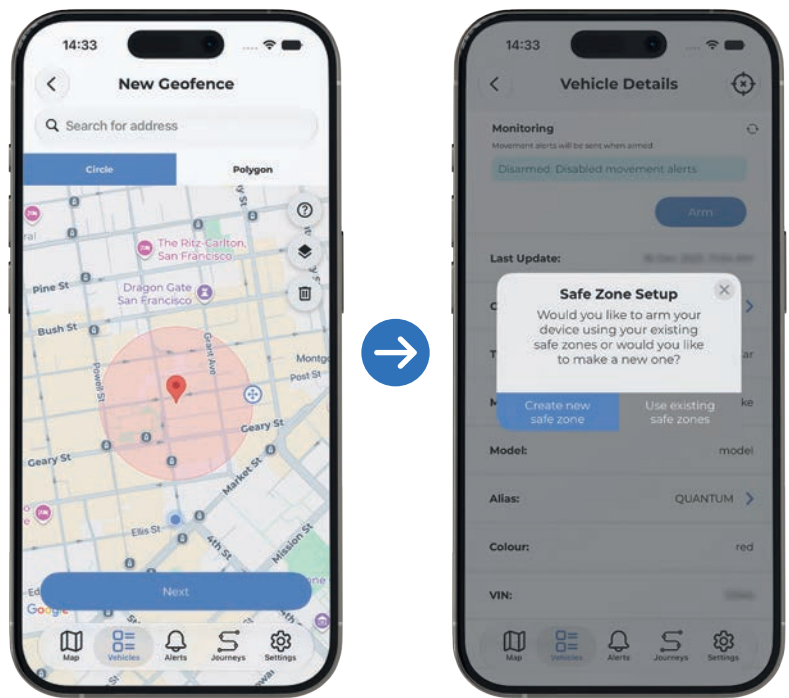 14:33
New Geofence
Search for address
Circle
Polygon
The Ritz-Carlton,
San Francisco
Pine St
Dragon Gate
San Francisco
Bush St
Grant Ave
Powell St
Post St
Geary St
Geary St
Market St
Ellis St
4th St
Mission St
Next
Google
4th
Map
Vehicles
Alerts
Journeys
Settings
14:33
Vehicle Details
Monitoring
Movement alerts will be sent when armed.
Disarmed. Disabled movement alerts
Arm
Last Update:
Safe Zone Setup
Would you like to arm your
device using your existing
safe zones or would you like
to make a new one?
Create new
safe zone
Use existing
safe zones
Model:
model
Alias:
QUANTUM
Colour:
red
VIN:
Map
Vehicles
Alerts
Journeys
Settings